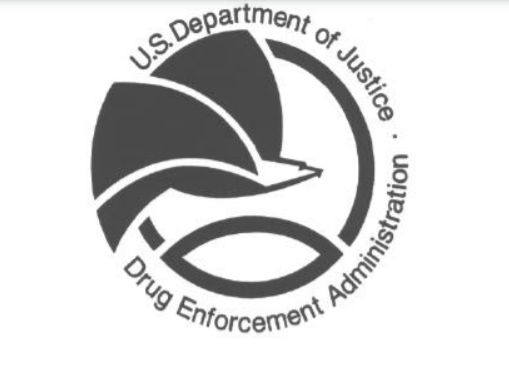 U.S. Department of Justice ·
Drug Enforcement Administration